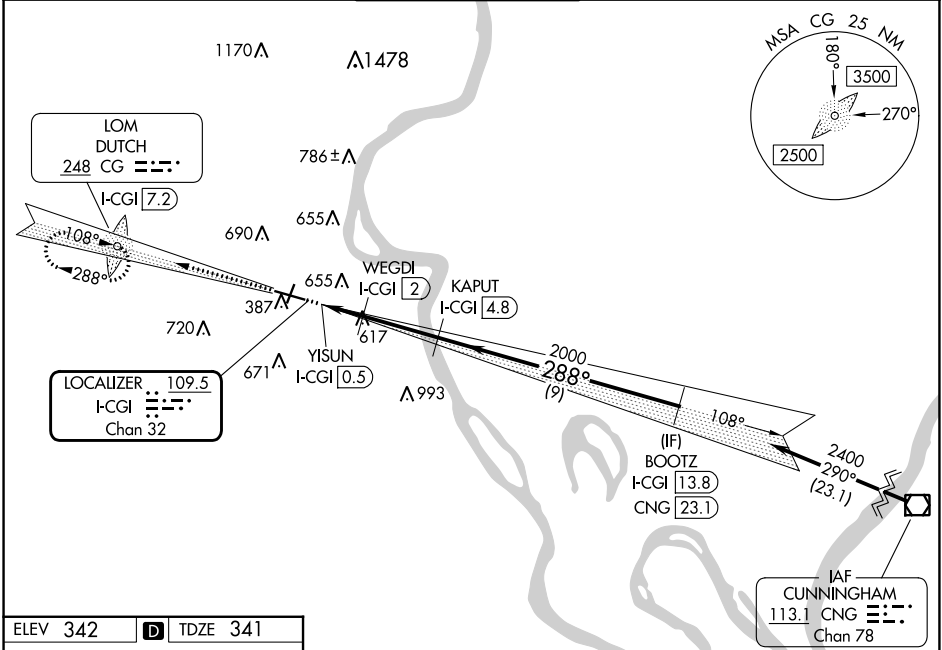 MSA CG 25 NM
180°
3500
270°
2500
1170
1478
LOM
DUTCH
248 CG
I-CGI 7.2
786±
690
655
108°
288°
655
WEGDI
I-CGI 2
KAPUT
I-CGI 4.8
387
617
720
YISUN
I-CGI 0.5
671
993
LOCALIZER 109.5
I-CGI
Chan 32
2000
288°
(9)
108°
(IF)
BOOTZ
I-CGI 13.8
CNG 23.1
2400
290°
(23.1)
IAF
CUNNINGHAM
113.1 CNG
Chan 78
ELEV 342 D TDZE 341